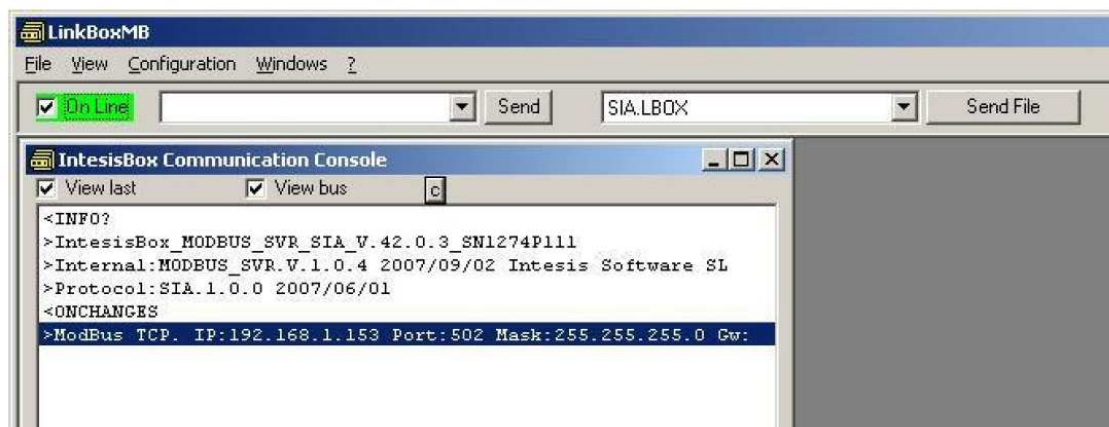 LinkBoxMB
File View Configuration Windows ?
On Line Send SIA.LBOX Send File
IntesisBox Communication Console
View last View bus c
<INFO?
>IntesisBox_MODBUS_SVR_SIA_V.42.0.3_SN1274P111
>Internal:MODBUS_SVR.V.1.0.4 2007/09/02 Intesis Software SL
>Protocol:SIA.1.0.0 2007/06/01
<ONCHANGES
>ModBus TCP. IP:192.168.1.153 Port:502 Mask:255.255.255.0 Gw: